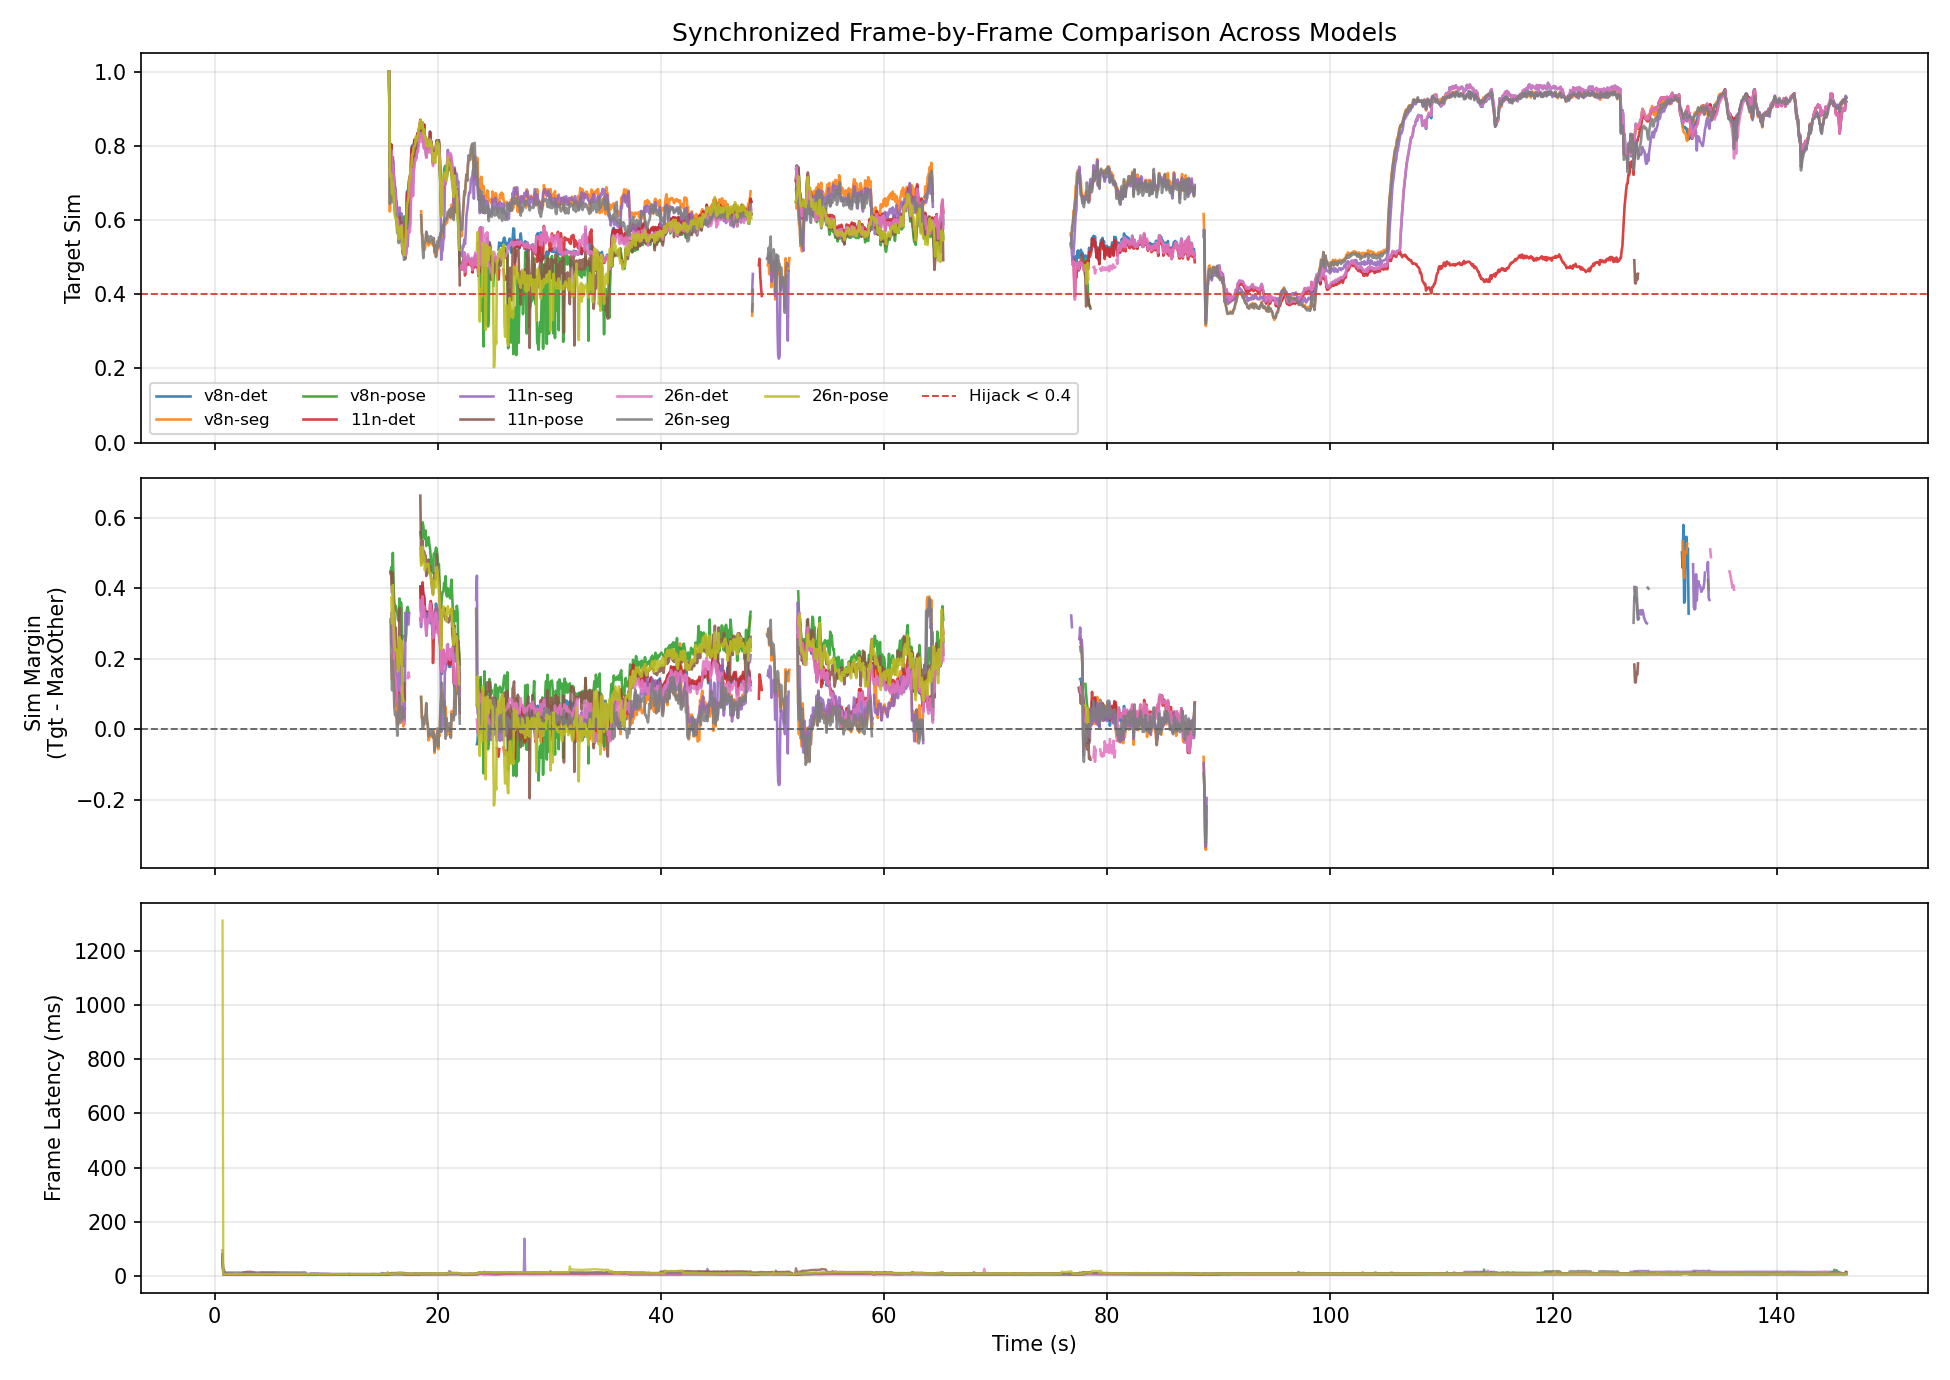 Synchronized Frame-by-Frame Comparison Across Models
Target Sim
1.0
0.8
0.6
0.4
0.2
0.0
v8n-det
v8n-pose
11n-seg
26n-det
26n-pose
Hijack < 0.4
v8n-seg
11n-det
11n-pose
26n-seg
Sim Margin
(Tgt - MaxOther)
0.6
0.4
0.2
0.0
−0.2
Frame Latency (ms)
1200
1000
800
600
400
200
0
0
20
40
60
80
100
120
140
Time (s)